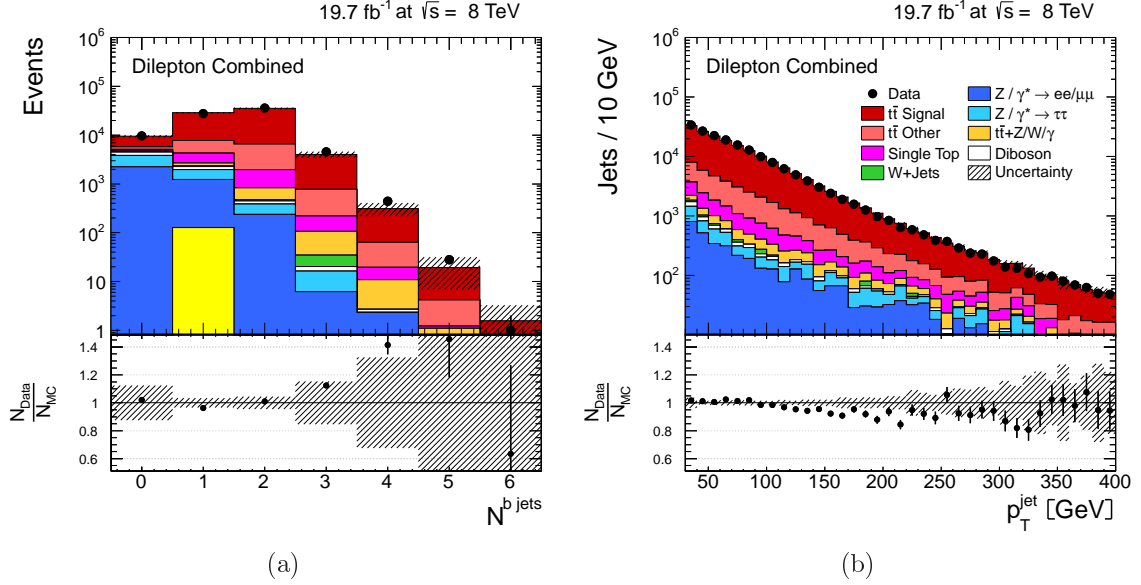 19.7 fb⁻¹ at √s = 8 TeV
Events
Dilepton Combined
10⁶
10⁵
10⁴
10³
10²
10
1
N_Data/N_MC
1.4
1.2
1
0.8
0.6
0 1 2 3 4 5 6
N^{b jets}
(a)
19.7 fb⁻¹ at √s = 8 TeV
Jets / 10 GeV
Dilepton Combined
Data
tt̄ Signal
tt̄ Other
Single Top
W+Jets
Z / γ* → ee/μμ
Z / γ* → ττ
tt̄+Z/W/γ
Diboson
Uncertainty
10⁶
10⁵
10⁴
10³
10²
N_Data/N_MC
1.4
1.2
1
0.8
0.6
50 100 150 200 250 300 350 400
p_T^{jet} [GeV]
(b)